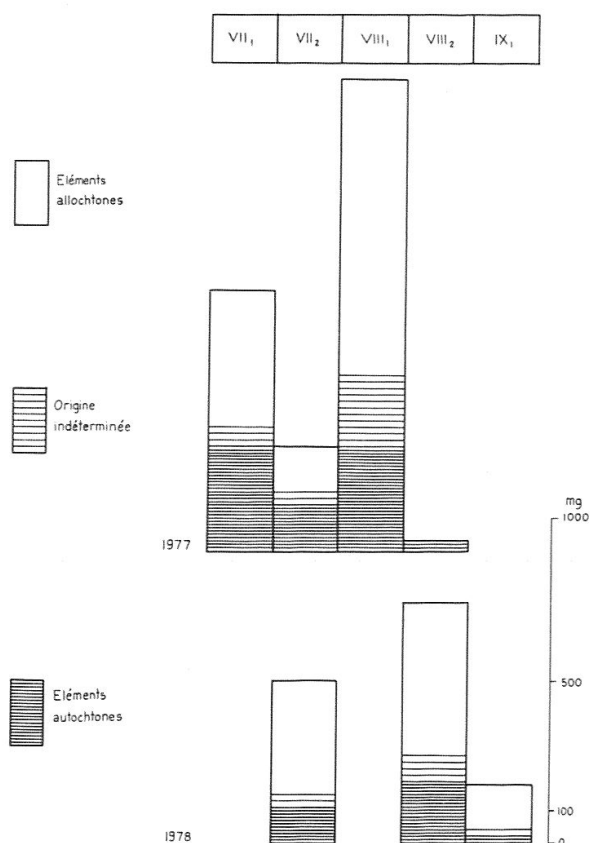 VII₁ VII₂ VIII₁ VIII₂ IX₁
Eléments
allochtones
Origine
indéterminée
mg
1000
1977
Eléments
autochtones
500
100
1978
0